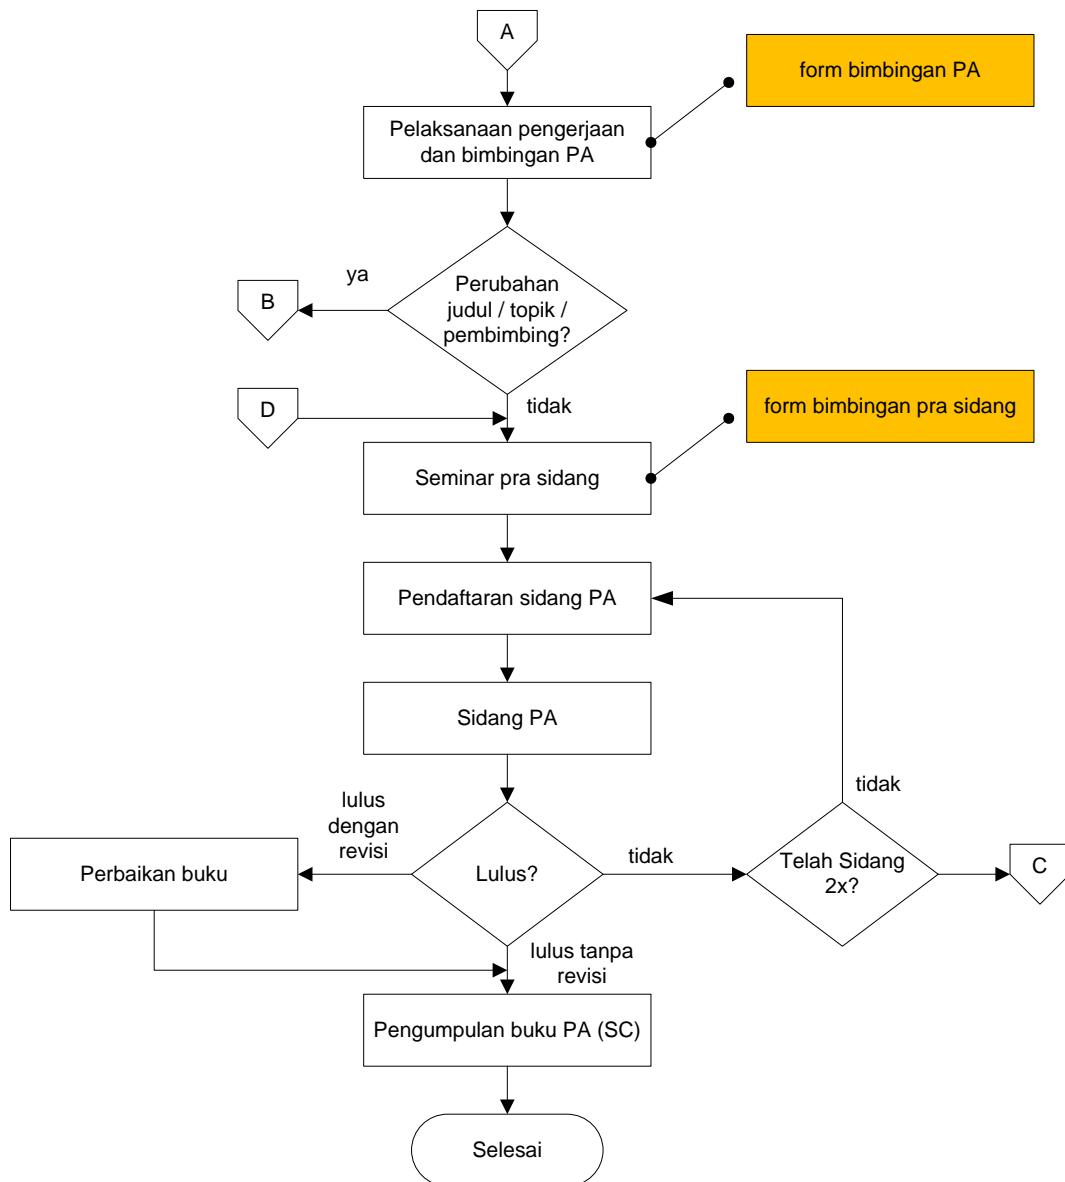 A
form bimbingan PA
Pelaksanaan pengerjaan
dan bimbingan PA
ya
Perubahan
judul / topik /
pembimbing?
B
tidak
D
form bimbingan pra sidang
Seminar pra sidang
Pendaftaran sidang PA
Sidang PA
tidak
lulus
dengan
revisi
Perbaikan buku
Lulus?
tidak
Telah Sidang
2x?
C
lulus tanpa
revisi
Pengumpulan buku PA (SC)
Selesai